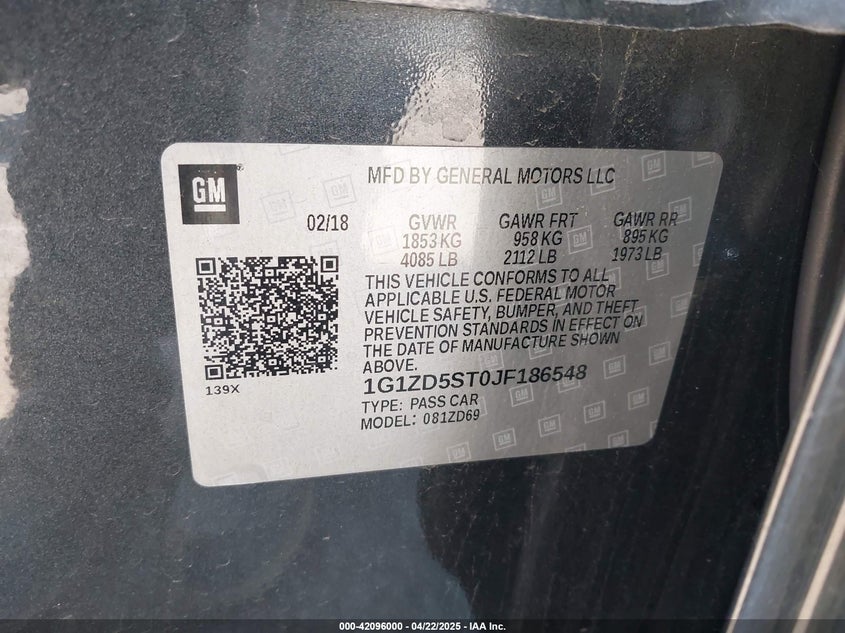 GM
MFD BY GENERAL MOTORS LLC
02/18
GVWR GAWR FRT GAWR RR
1853 KG 958 KG 895 KG
4085 LB 2112 LB 1973 LB
THIS VEHICLE CONFORMS TO ALL
APPLICABLE U.S. FEDERAL MOTOR
VEHICLE SAFETY, BUMPER, AND THEFT
PREVENTION STANDARDS IN EFFECT ON
THE DATE OF MANUFACTURE SHOWN
ABOVE.
139X
1G1ZD5ST0JF186548
TYPE: PASS CAR
MODEL: 081ZD69
000-42096000 - 04/22/2025 - IAA Inc.